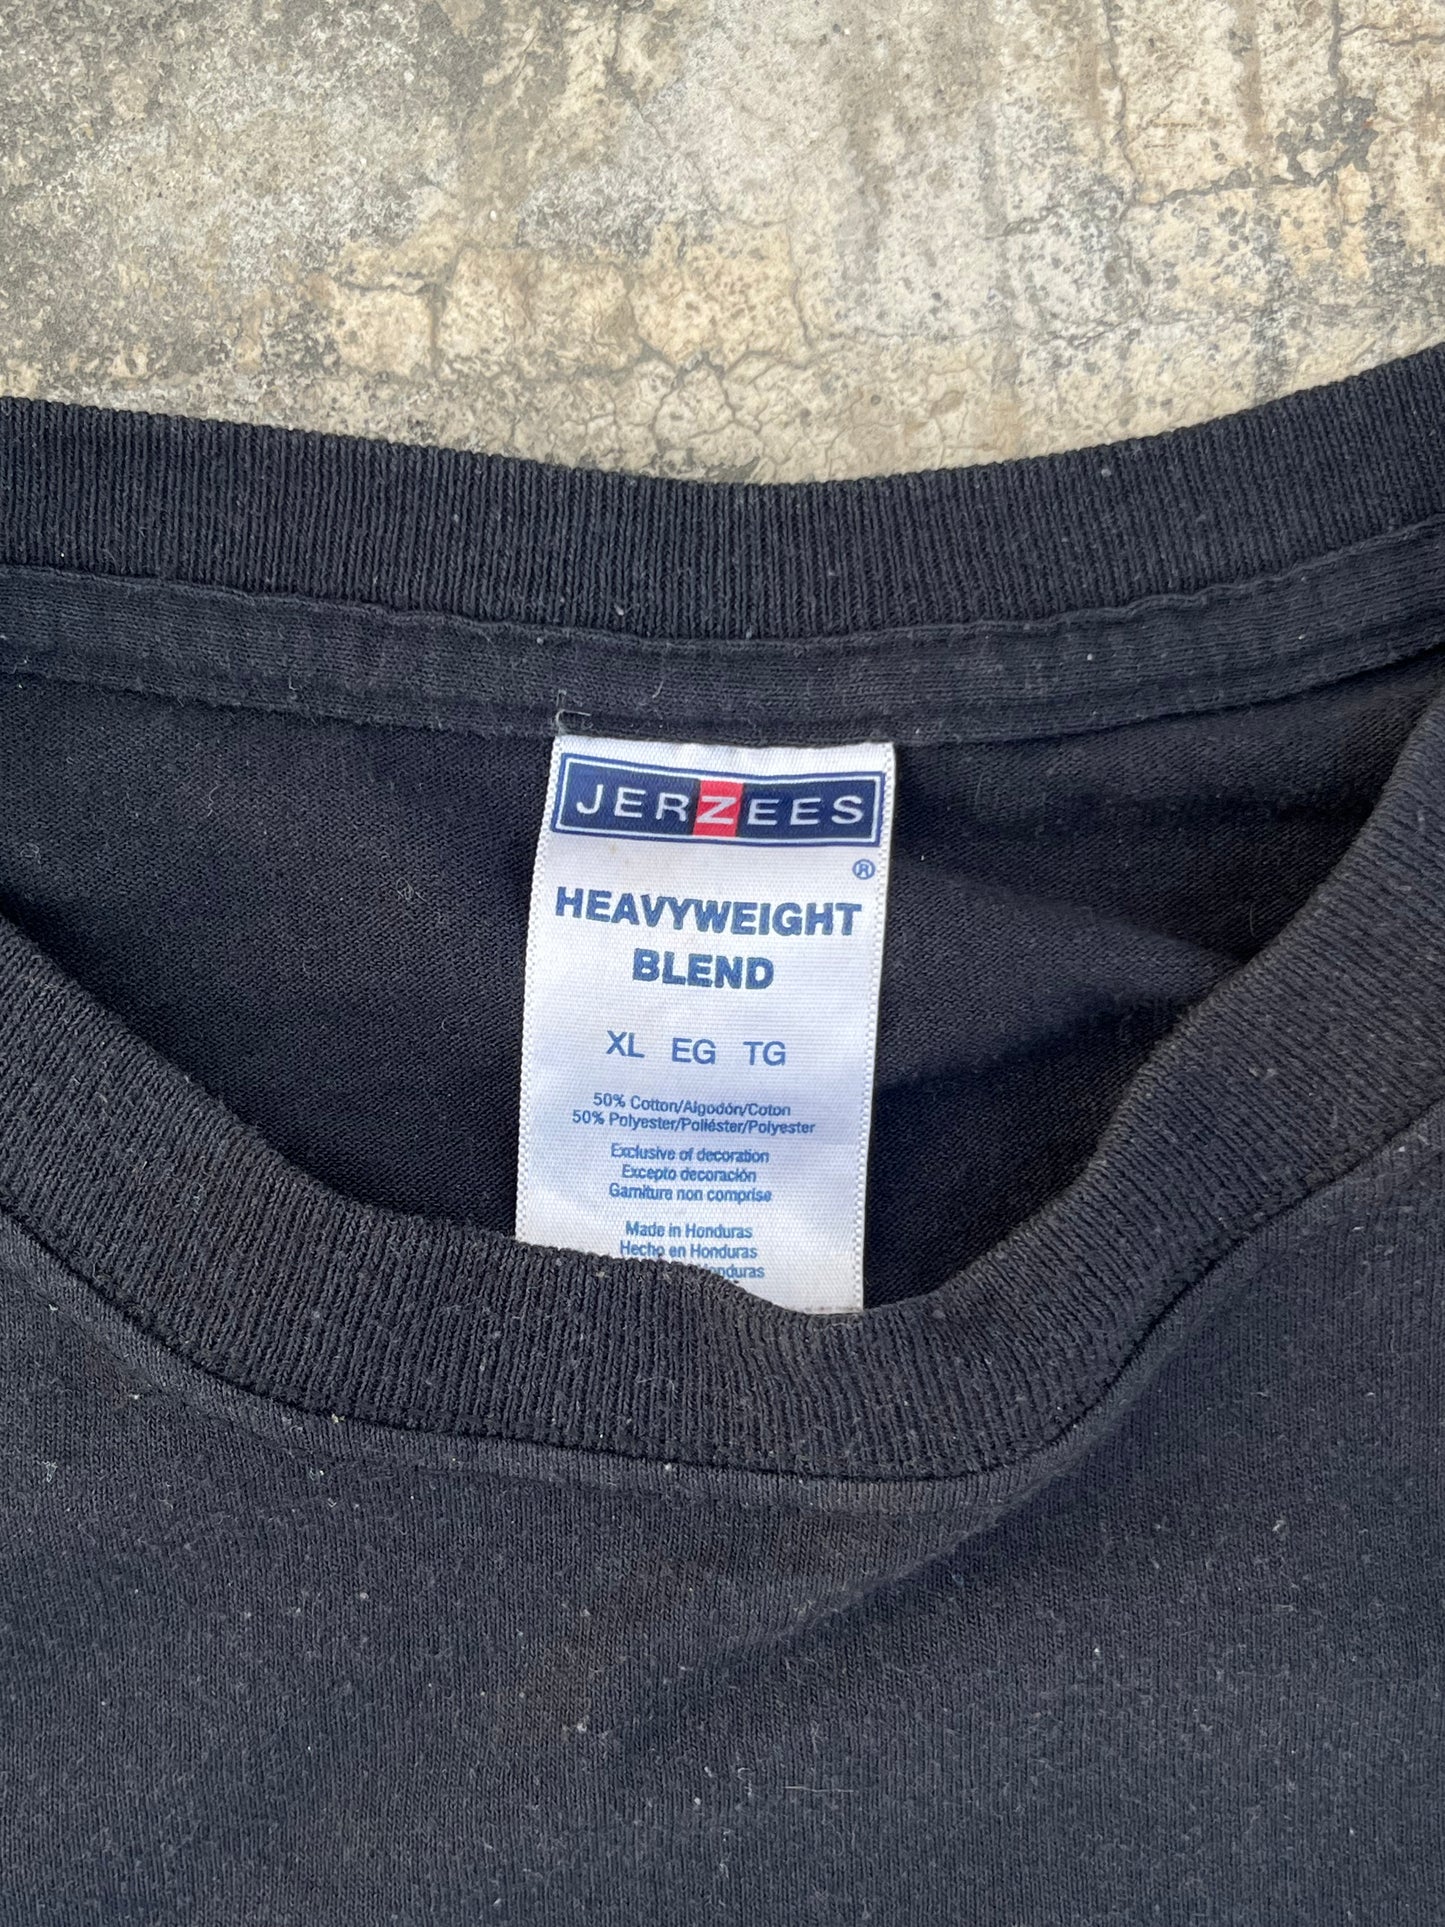 JERZEES
®
HEAVYWEIGHT
BLEND
XL EG TG
50% Cotton/Algodón/Coton
50% Polyester/Poliéster/Polyester
Exclusive of decoration
Excepto decoración
Garniture non comprise
Made in Honduras
Hecho en Honduras